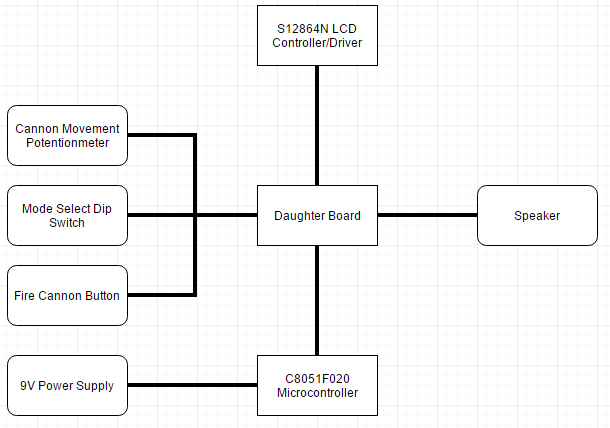 S12864N LCD
Controller/Driver
Cannon Movement
Potentionmeter
Mode Select Dip
Switch
Daughter Board
Speaker
Fire Cannon Button
9V Power Supply
C8051F020
Microcontroller